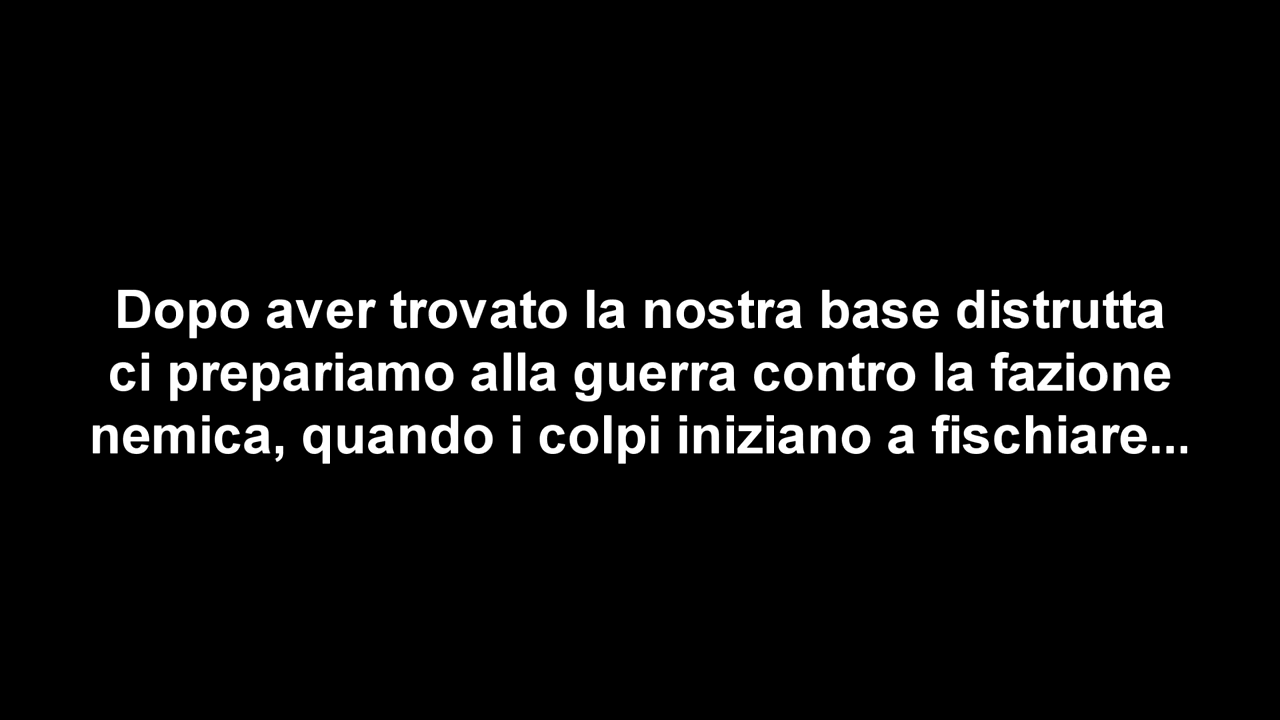 Dopo aver trovato la nostra base distrutta
ci prepariamo alla guerra contro la fazione
nemica, quando i colpi iniziano a fischiare...